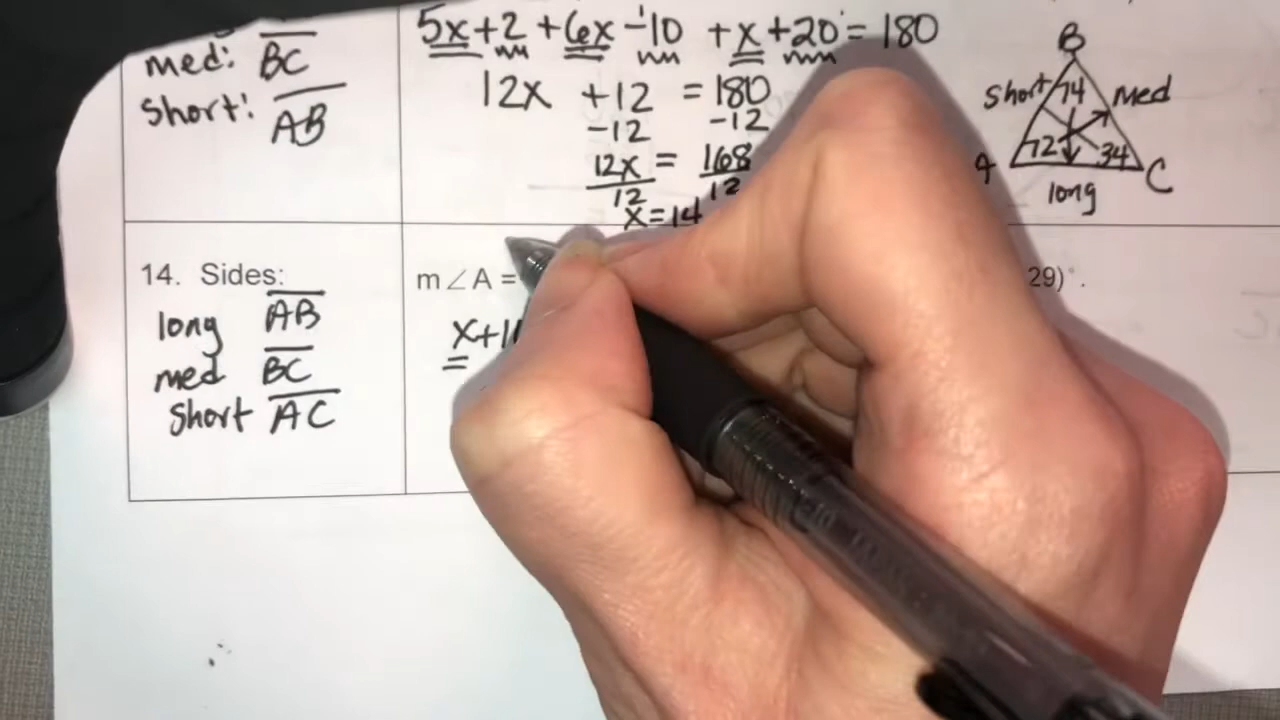 med: BC
short: AB
5x+2 +6x -10 +x +20 = 180
12x +12 = 180
-12 -12
12x = 168
12 12
x=14
B
short 74 med
A 72 34 C
long
14. Sides:
long AB
med BC
short AC
m∠A =
x+1
29)°.